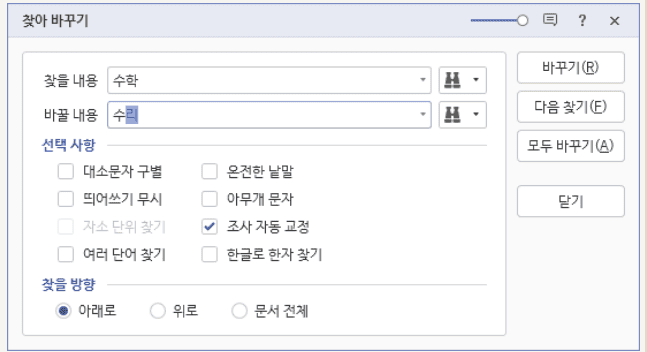 찾아 바꾸기 ?
찾을 내용 수학
바꾸기(R)
바꿀 내용 수리
다음 찾기(F)
선택 사항
모두 바꾸기(A)
대소문자 구별 온전한 낱말
띄어쓰기 무시 아무개 문자
닫기
자소 단위 찾기 조사 자동 교정
여러 단어 찾기 한글로 한자 찾기
찾을 방향
아래로 위로 문서 전체